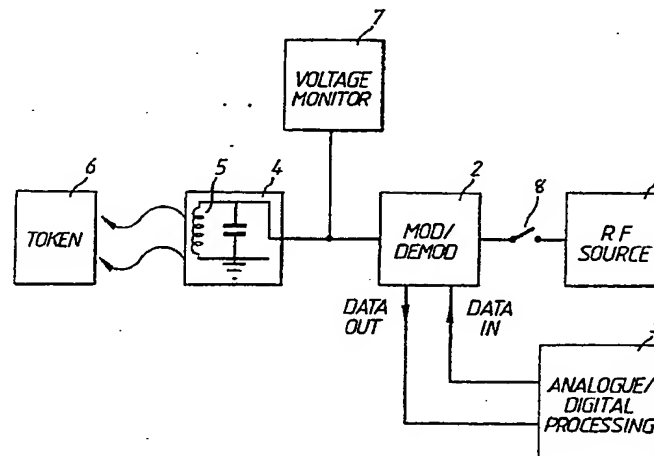 7
VOLTAGE
MONITOR
6
TOKEN
5
4
2
MOD/
DEMOD
8
RF
SOURCE
DATA
OUT
DATA
IN
ANALOGUE/
DIGITAL
PROCESSING